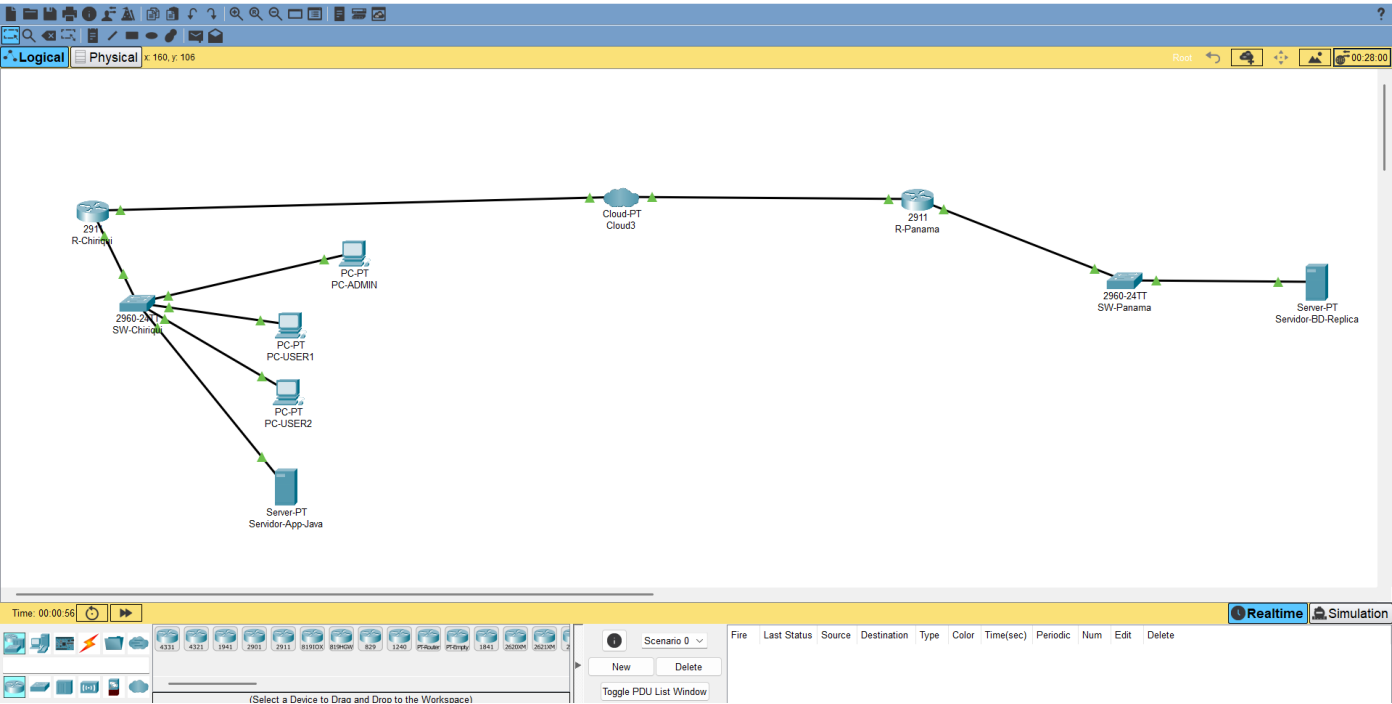 ?
Logical
Physical
x: 160, y: 106
Root
00:28:00
2911
R-Chiriqui
Cloud-PT
Cloud3
2911
R-Panama
PC-PT
PC-ADMIN
2960-24TT
SW-Chiriqui
2960-24TT
SW-Panama
Server-PT
Servidor-BD-Replica
PC-PT
PC-USER1
PC-PT
PC-USER2
Server-PT
Servidor-App-Java
Time: 00:00:56
Realtime
Simulation
4331 4321 1941 2901 2911 819IOX 819HGW 829 1240 PT-Router PT-Empty 1841 2620XM 2621XM
(Select a Device to Drag and Drop to the Workspace)
Scenario 0
New Delete
Toggle PDU List Window
Fire Last Status Source Destination Type Color Time(sec) Periodic Num Edit Delete